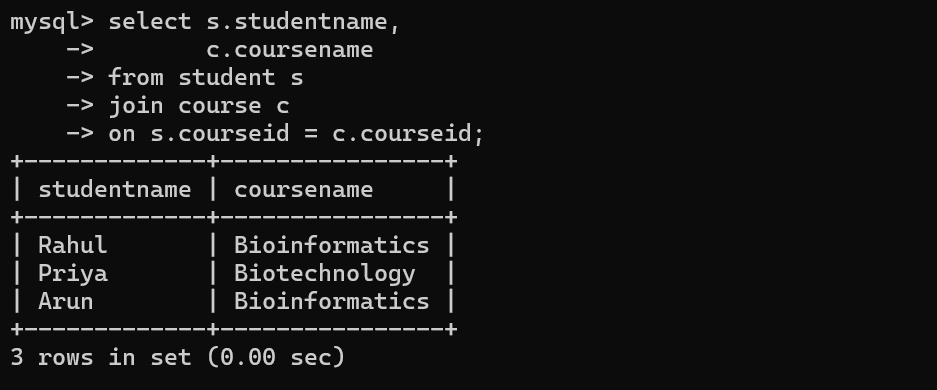 mysql> select s.studentname,
    ->        c.coursename
    -> from student s
    -> join course c
    -> on s.courseid = c.courseid;
+-------------+----------------+
| studentname | coursename     |
+-------------+----------------+
| Rahul       | Bioinformatics |
| Priya       | Biotechnology  |
| Arun        | Bioinformatics |
+-------------+----------------+
3 rows in set (0.00 sec)